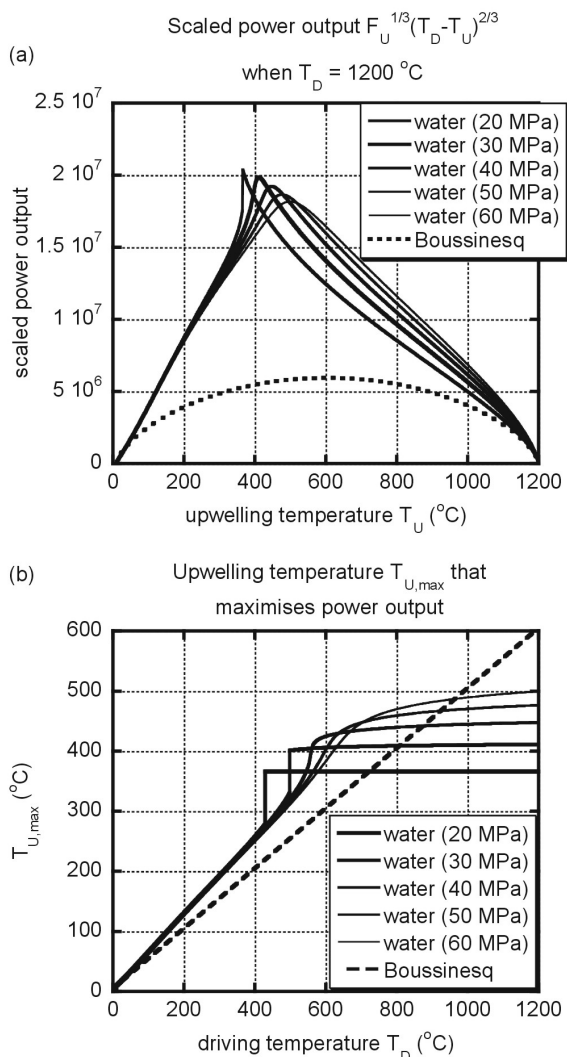 Scaled power output F_U^1/3(T_D-T_U)^2/3
(a)
when T_D = 1200 °C
2.5 10^7
2 10^7
1.5 10^7
1 10^7
5 10^6
0
scaled power output
water (20 MPa)
water (30 MPa)
water (40 MPa)
water (50 MPa)
water (60 MPa)
Boussinesq
0 200 400 600 800 1000 1200
upwelling temperature T_U (°C)
(b)
Upwelling temperature T_U,max that
maximises power output
600
500
400
300
200
100
0
T_U,max (°C)
water (20 MPa)
water (30 MPa)
water (40 MPa)
water (50 MPa)
water (60 MPa)
Boussinesq
0 200 400 600 800 1000 1200
driving temperature T_D (°C)